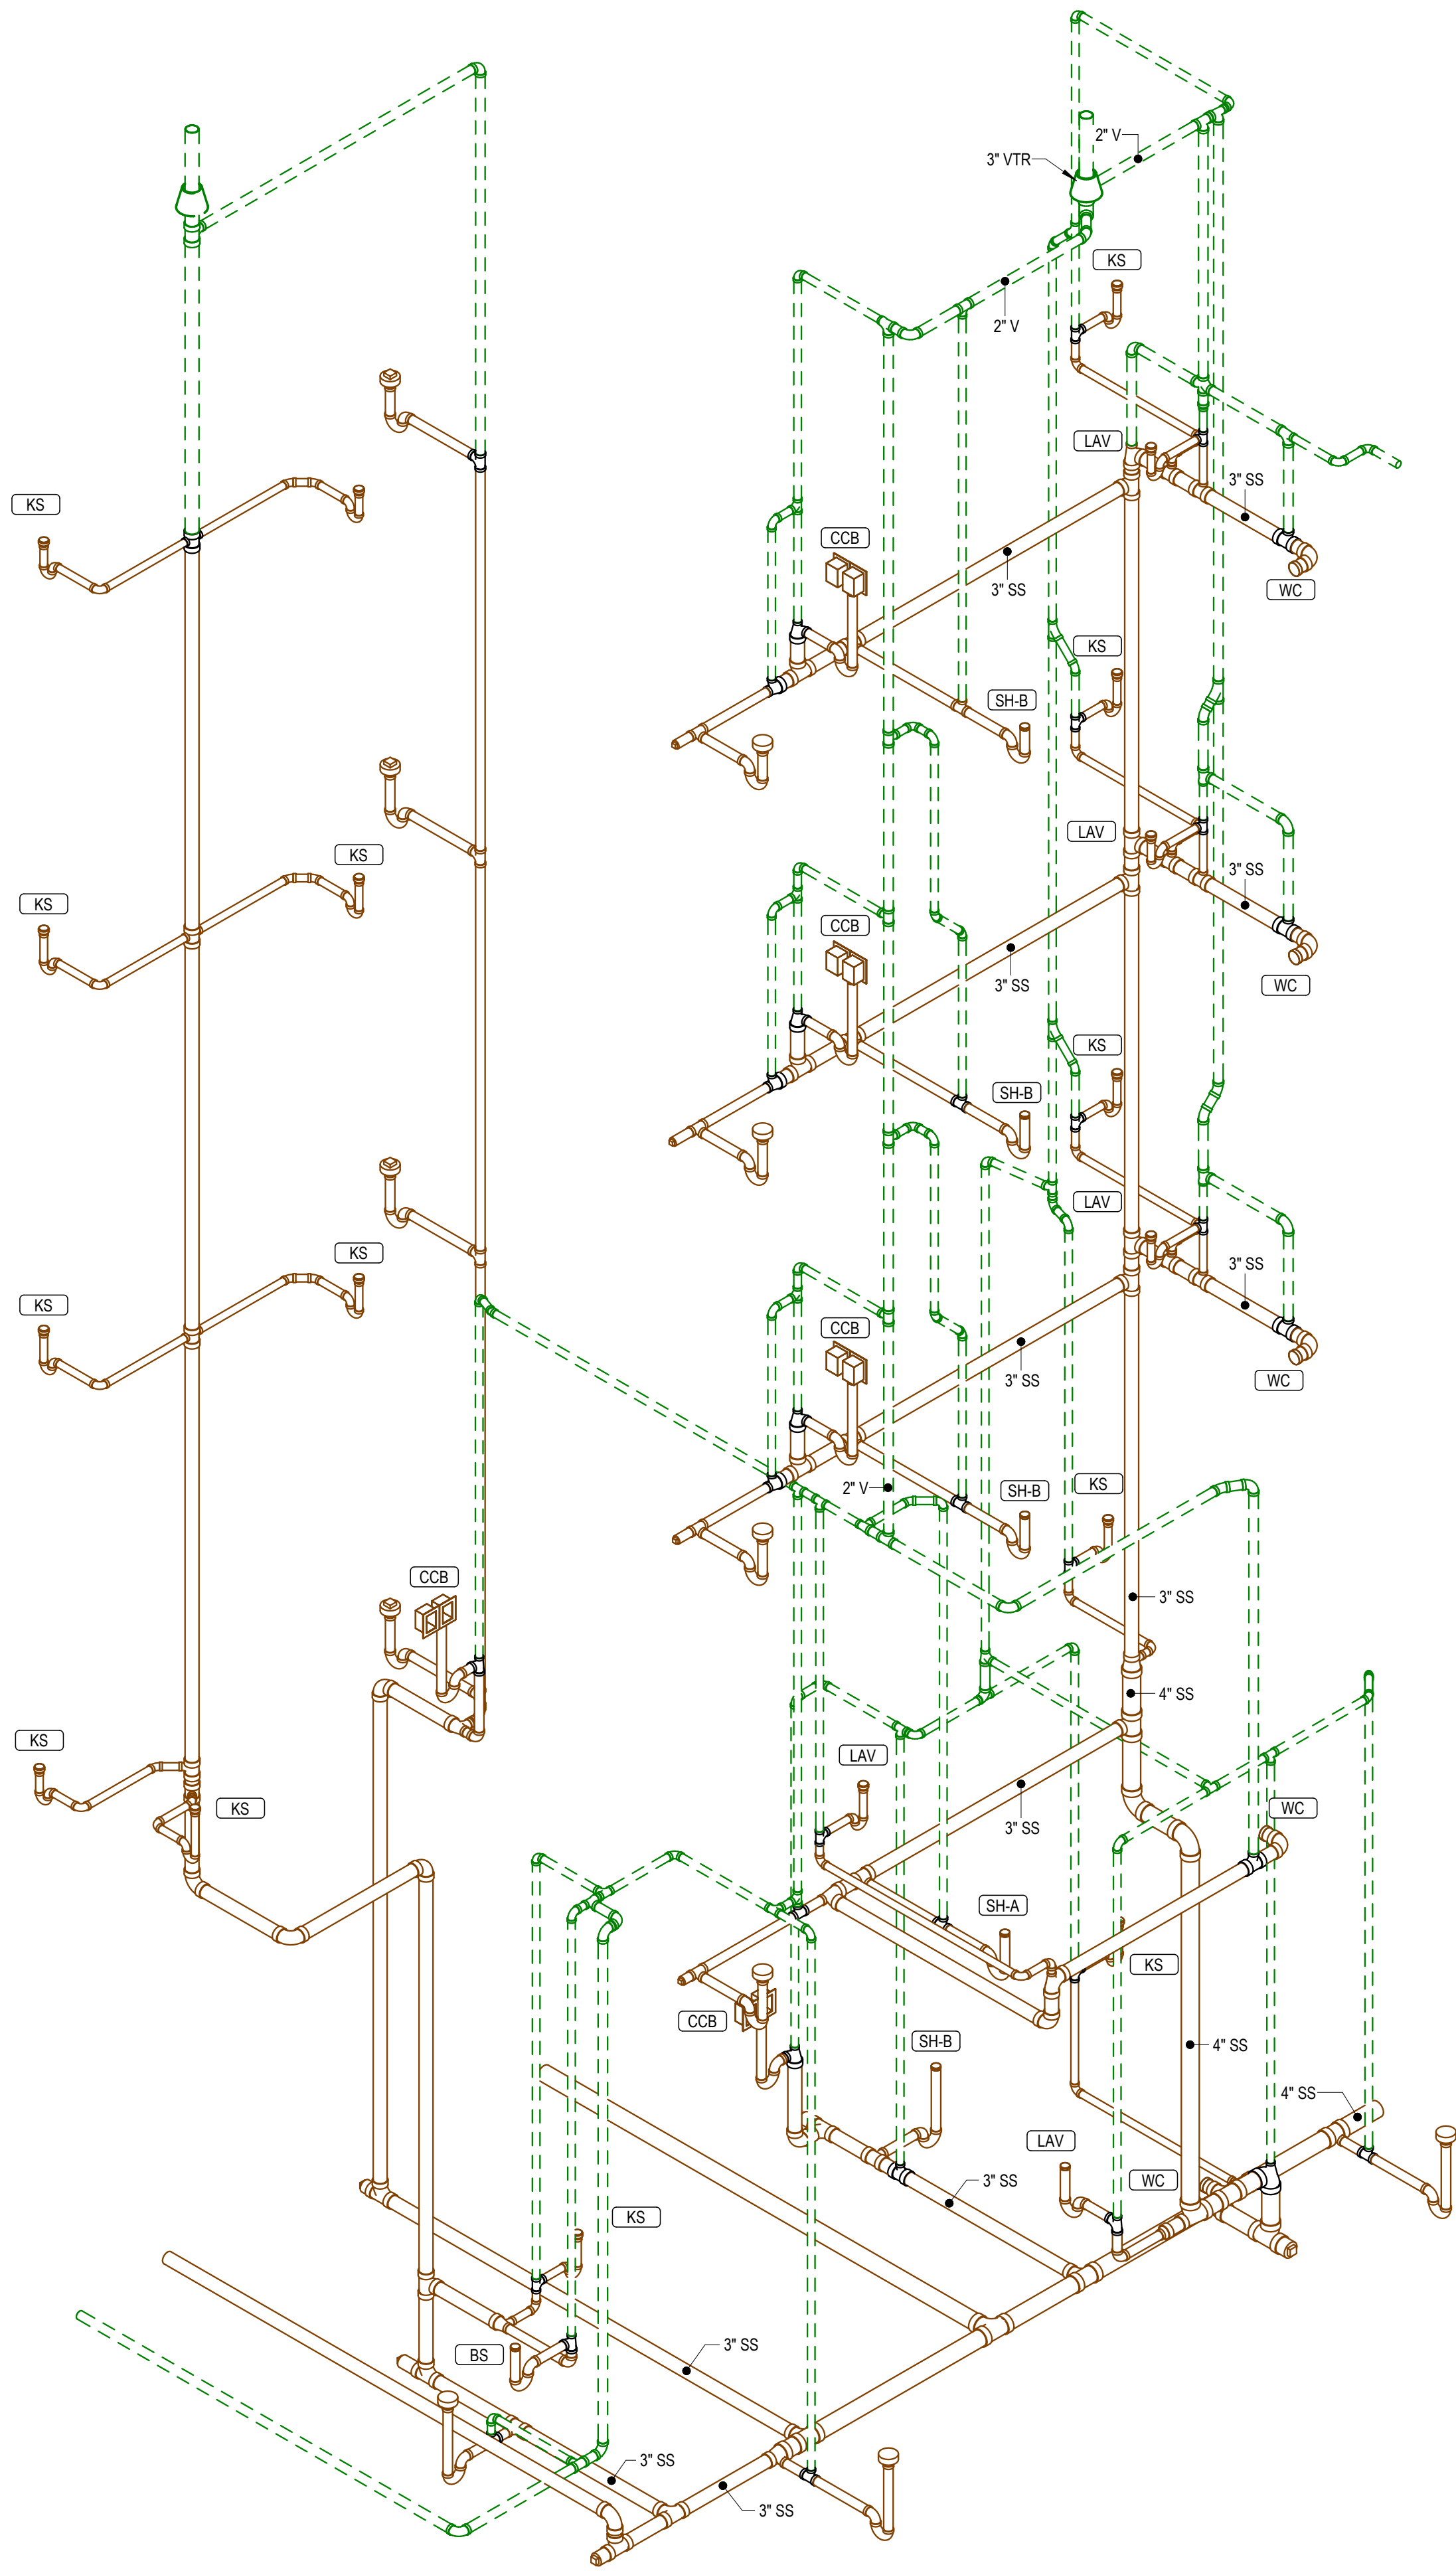 2" V
3" VTR
KS
2" V
LAV
3" SS
KS
CCB
3" SS
WC
KS
SH-B
LAV
KS
3" SS
KS
CCB
3" SS
WC
KS
SH-B
LAV
KS
3" SS
KS
CCB
3" SS
WC
2" V
SH-B
KS
CCB
3" SS
4" SS
KS
LAV
KS
WC
3" SS
SH-A
KS
CCB
SH-B
4" SS
4" SS
LAV
WC
3" SS
KS
3" SS
BS
3" SS
3" SS